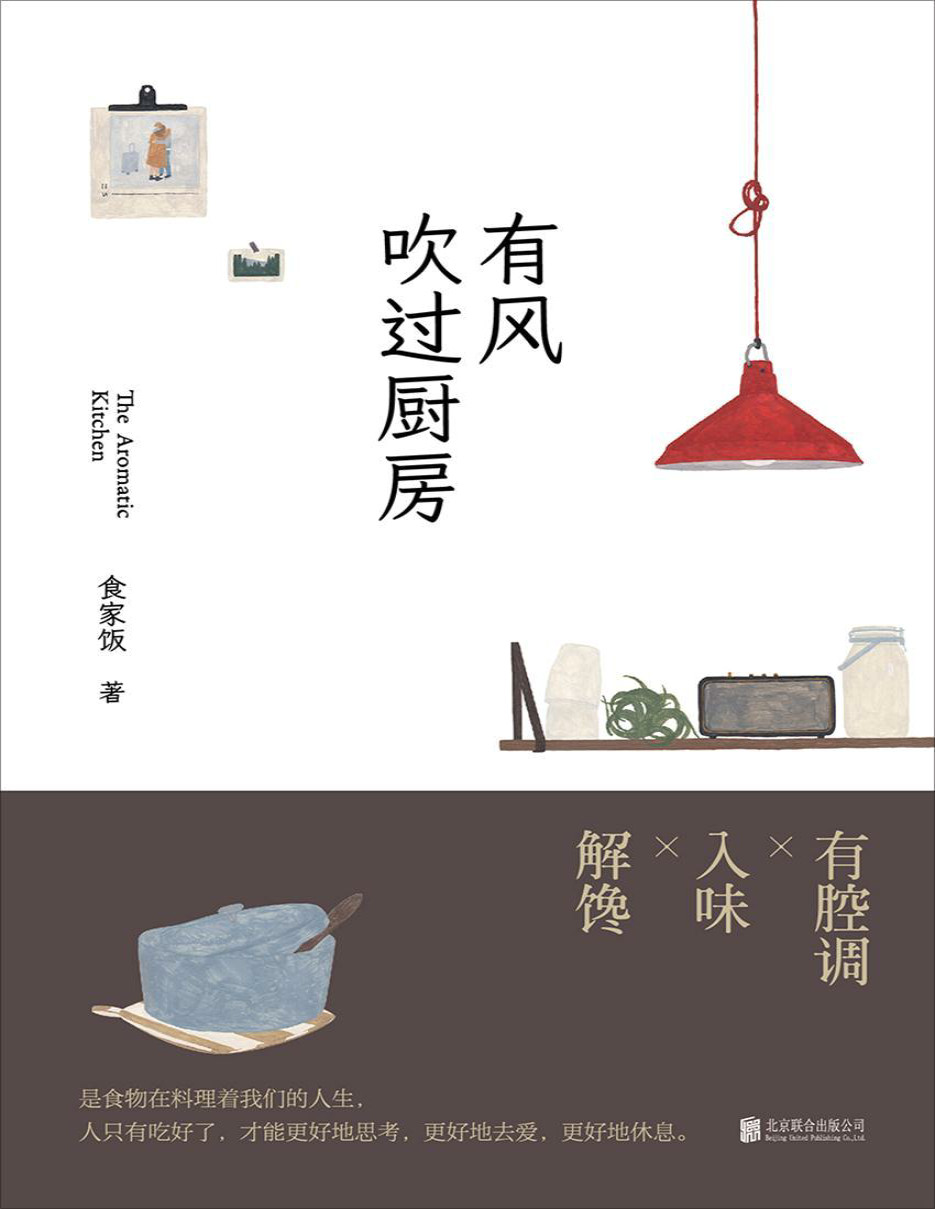 有风
吹过厨房
The Aromatic
Kitchen
食家饭 著
有腔调
×
入味
×
解馋
是食物在料理着我们的人生，
人只有吃好了，才能更好地思考，更好地去爱，更好地休息。
北京联合出版公司
Beijing United Publishing Co.,Ltd.